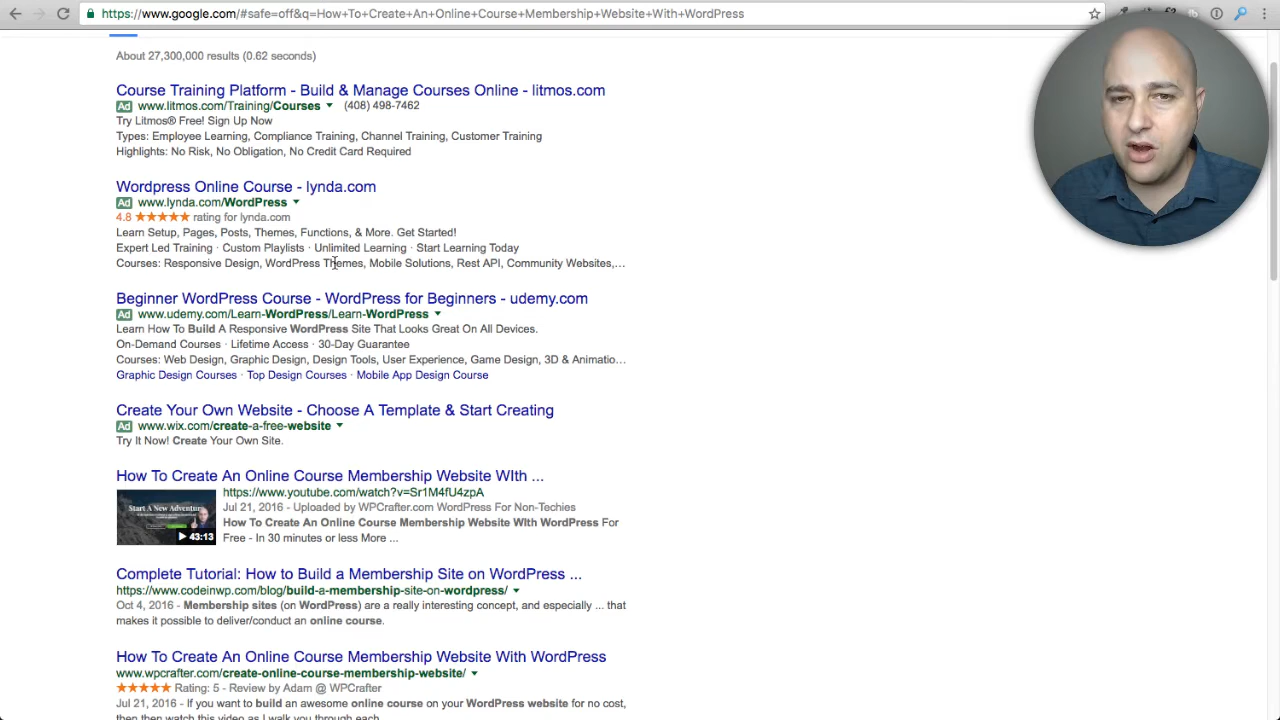 https://www.google.com/#safe=off&q=How+To+Create+An+Online+Course+Membership+Website+With+WordPress
About 27,300,000 results (0.62 seconds)
Course Training Platform - Build & Manage Courses Online - litmos.com
Ad www.litmos.com/Training/Courses (408) 498-7462
Try Litmos® Free! Sign Up Now
Types: Employee Learning, Compliance Training, Channel Training, Customer Training
Highlights: No Risk, No Obligation, No Credit Card Required
Wordpress Online Course - lynda.com
Ad www.lynda.com/WordPress
4.8 ★★★★★ rating for lynda.com
Learn Setup, Pages, Posts, Themes, Functions, & More. Get Started!
Expert Led Training · Custom Playlists · Unlimited Learning · Start Learning Today
Courses: Responsive Design, WordPress Themes, Mobile Solutions, Rest API, Community Websites,…
Beginner WordPress Course - WordPress for Beginners - udemy.com
Ad www.udemy.com/Learn-WordPress/Learn-WordPress
Learn How To Build A Responsive WordPress Site That Looks Great On All Devices.
On-Demand Courses · Lifetime Access · 30-Day Guarantee
Courses: Web Design, Graphic Design, Design Tools, User Experience, Game Design, 3D & Animatio…
Graphic Design Courses · Top Design Courses · Mobile App Design Course
Create Your Own Website - Choose A Template & Start Creating
Ad www.wix.com/create-a-free-website
Try It Now! Create Your Own Site.
How To Create An Online Course Membership Website WIth ...
https://www.youtube.com/watch?v=Sr1M4fU4zpA
Jul 21, 2016 - Uploaded by WPCrafter.com WordPress For Non-Techies
How To Create An Online Course Membership Website WIth WordPress For
Free - In 30 minutes or less More ...
Start A New Adventure
43:13
Complete Tutorial: How to Build a Membership Site on WordPress ...
https://www.codeinwp.com/blog/build-a-membership-site-on-wordpress/
Oct 4, 2016 - Membership sites (on WordPress) are a really interesting concept, and especially ... that
makes it possible to deliver/conduct an online course.
How To Create An Online Course Membership Website With WordPress
www.wpcrafter.com/create-online-course-membership-website/
★★★★★ Rating: 5 - Review by Adam @ WPCrafter
Jul 21, 2016 - If you want to build an awesome online course on your WordPress website for no cost,
then then watch this video as I walk you through each